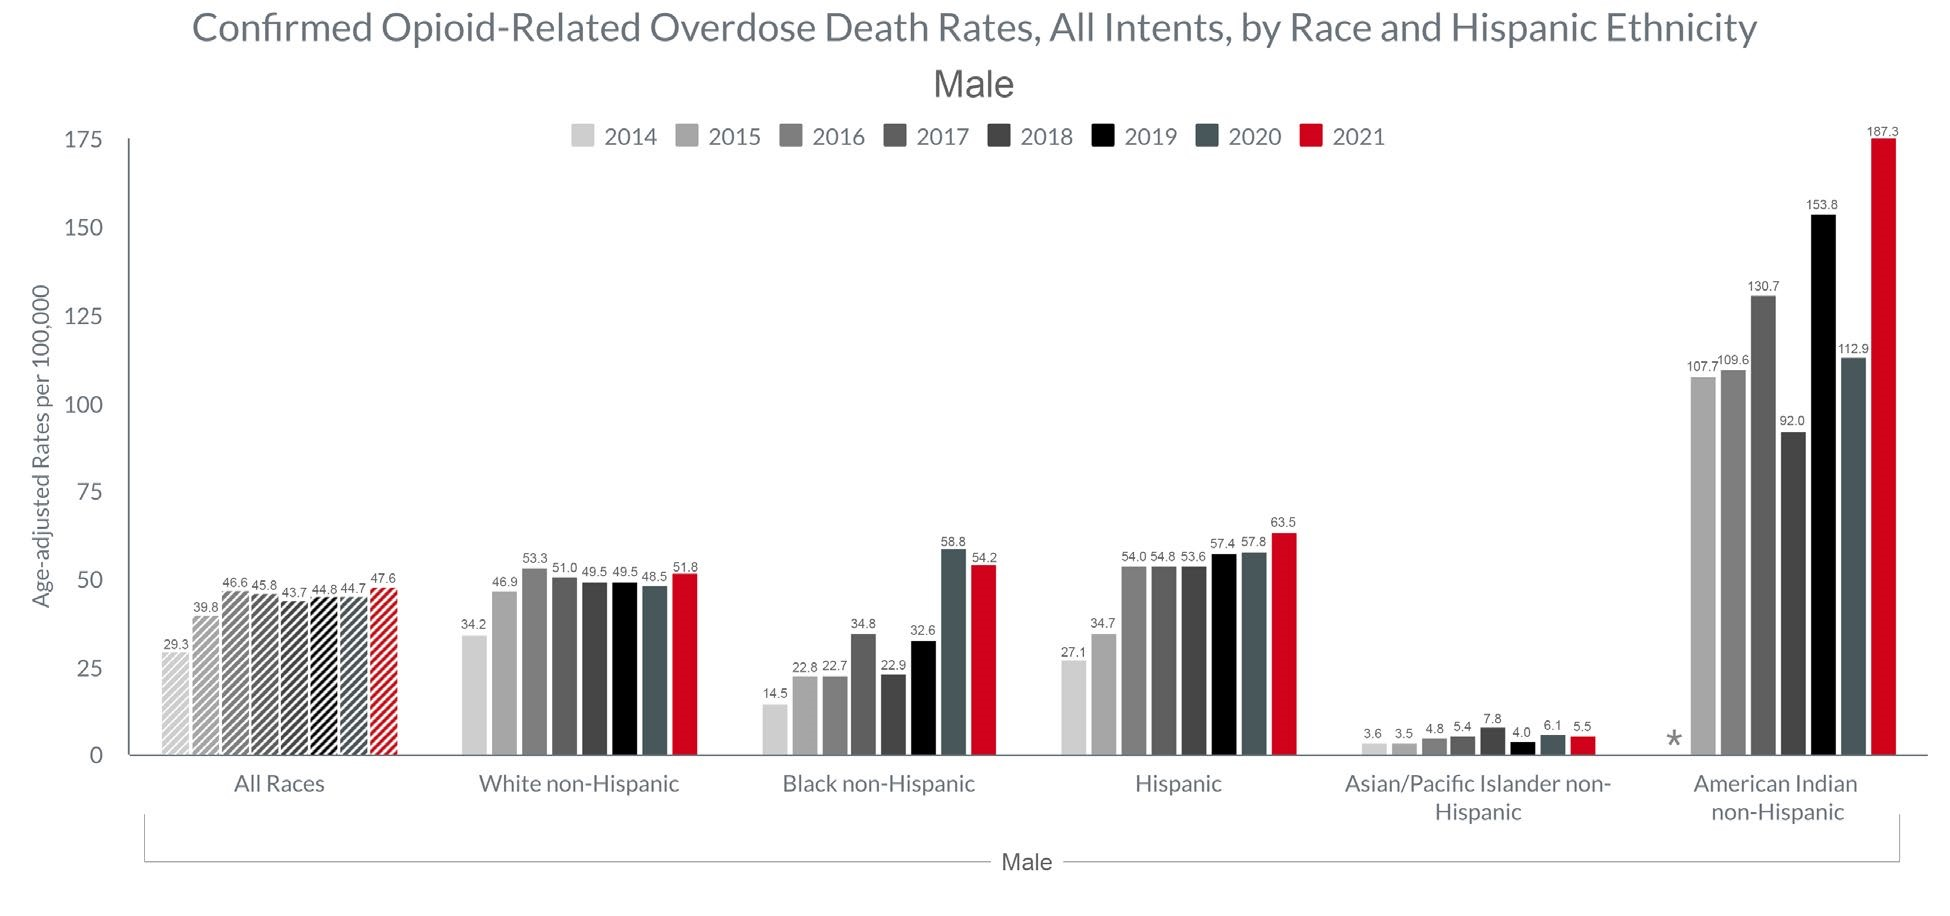 Confirmed Opioid-Related Overdose Death Rates, All Intents, by Race and Hispanic Ethnicity
Male
2014 2015 2016 2017 2018 2019 2020 2021
Age-adjusted Rates per 100,000
175
150
125
100
75
50
25
0
29.3 39.8 46.6 45.8 43.7 44.8 44.7 47.6
34.2 46.9 53.3 51.0 49.5 49.5 48.5 51.8
14.5 22.8 22.7 34.8 22.9 32.6 58.8 54.2
27.1 34.7 54.0 54.8 53.6 57.4 57.8 63.5
3.6 3.5 4.8 5.4 7.8 4.0 6.1 5.5
* 107.7 109.6 130.7 92.0 153.8 112.9 187.3
All Races
White non-Hispanic
Black non-Hispanic
Hispanic
Asian/Pacific Islander non-
Hispanic
American Indian
non-Hispanic
Male